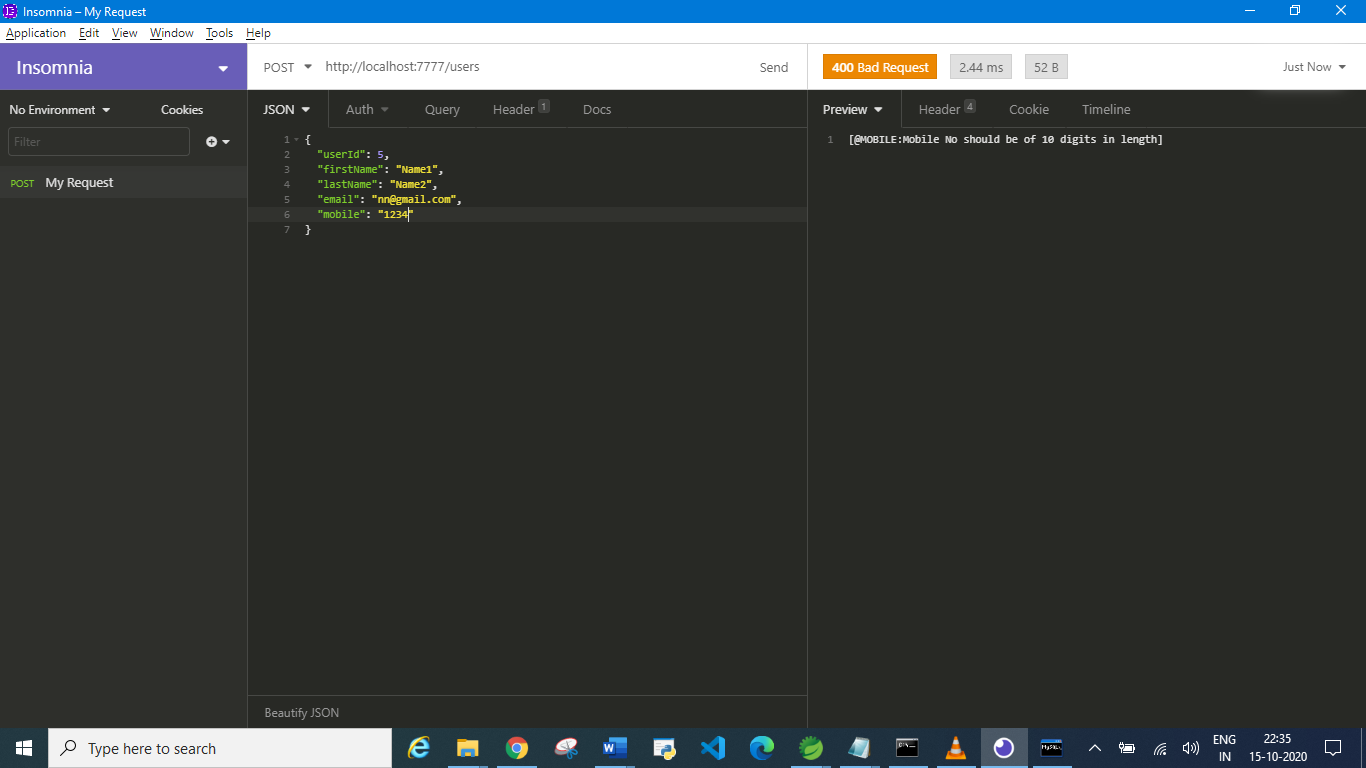 Insomnia – My Request
Application Edit View Window Tools Help
Insomnia
POST http://localhost:7777/users Send
400 Bad Request 2.44 ms 52 B Just Now
No Environment Cookies
JSON Auth Query Header 1 Docs
Preview Header 4 Cookie Timeline
Filter
POST My Request
1 {
2 "userId": 5,
3 "firstName": "Name1",
4 "lastName": "Name2",
5 "email": "nn@gmail.com",
6 "mobile": "1234"
7 }
1 [@MOBILE:Mobile No should be of 10 digits in length]
Beautify JSON
Type here to search
ENG
IN
22:35
15-10-2020